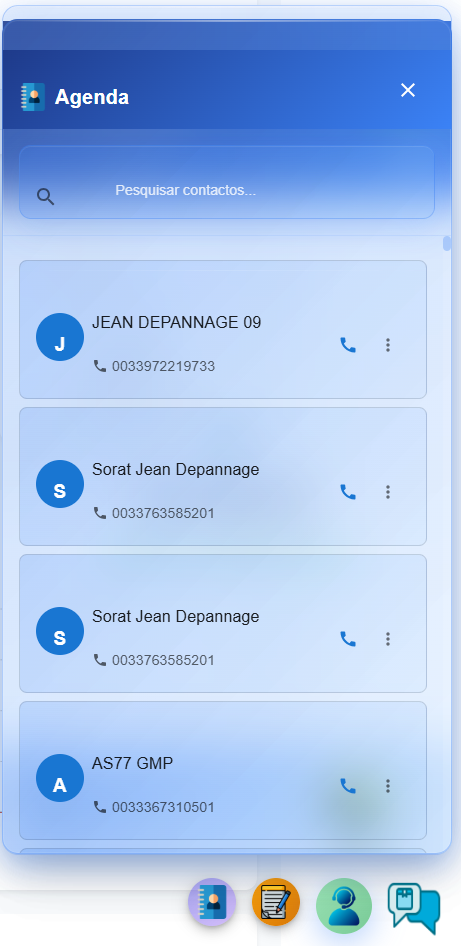 Agenda
Pesquisar contactos...
J
JEAN DEPANNAGE 09
0033972219733
S
Sorat Jean Depannage
0033763585201
S
Sorat Jean Depannage
0033763585201
A
AS77 GMP
0033367310501